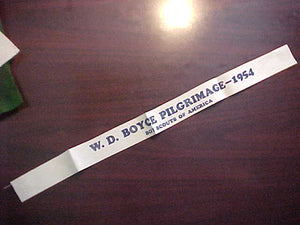 W. D. BOYCE PILGRIMAGE-1954
BOY SCOUTS OF AMERICA